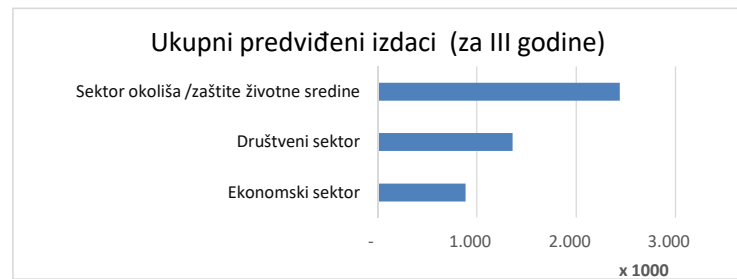 Ukupni predviđeni izdaci (za III godine)
Sektor okoliša /zaštite životne sredine
Društveni sektor
Ekonomski sektor
- 1.000 2.000 3.000
x 1000